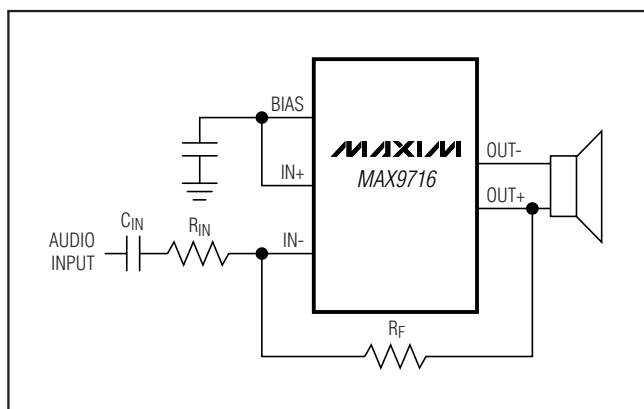 BIAS
MAXIM
OUT-
MAX9716
IN+
OUT+
CIN
RIN
AUDIO
INPUT
IN-
RF